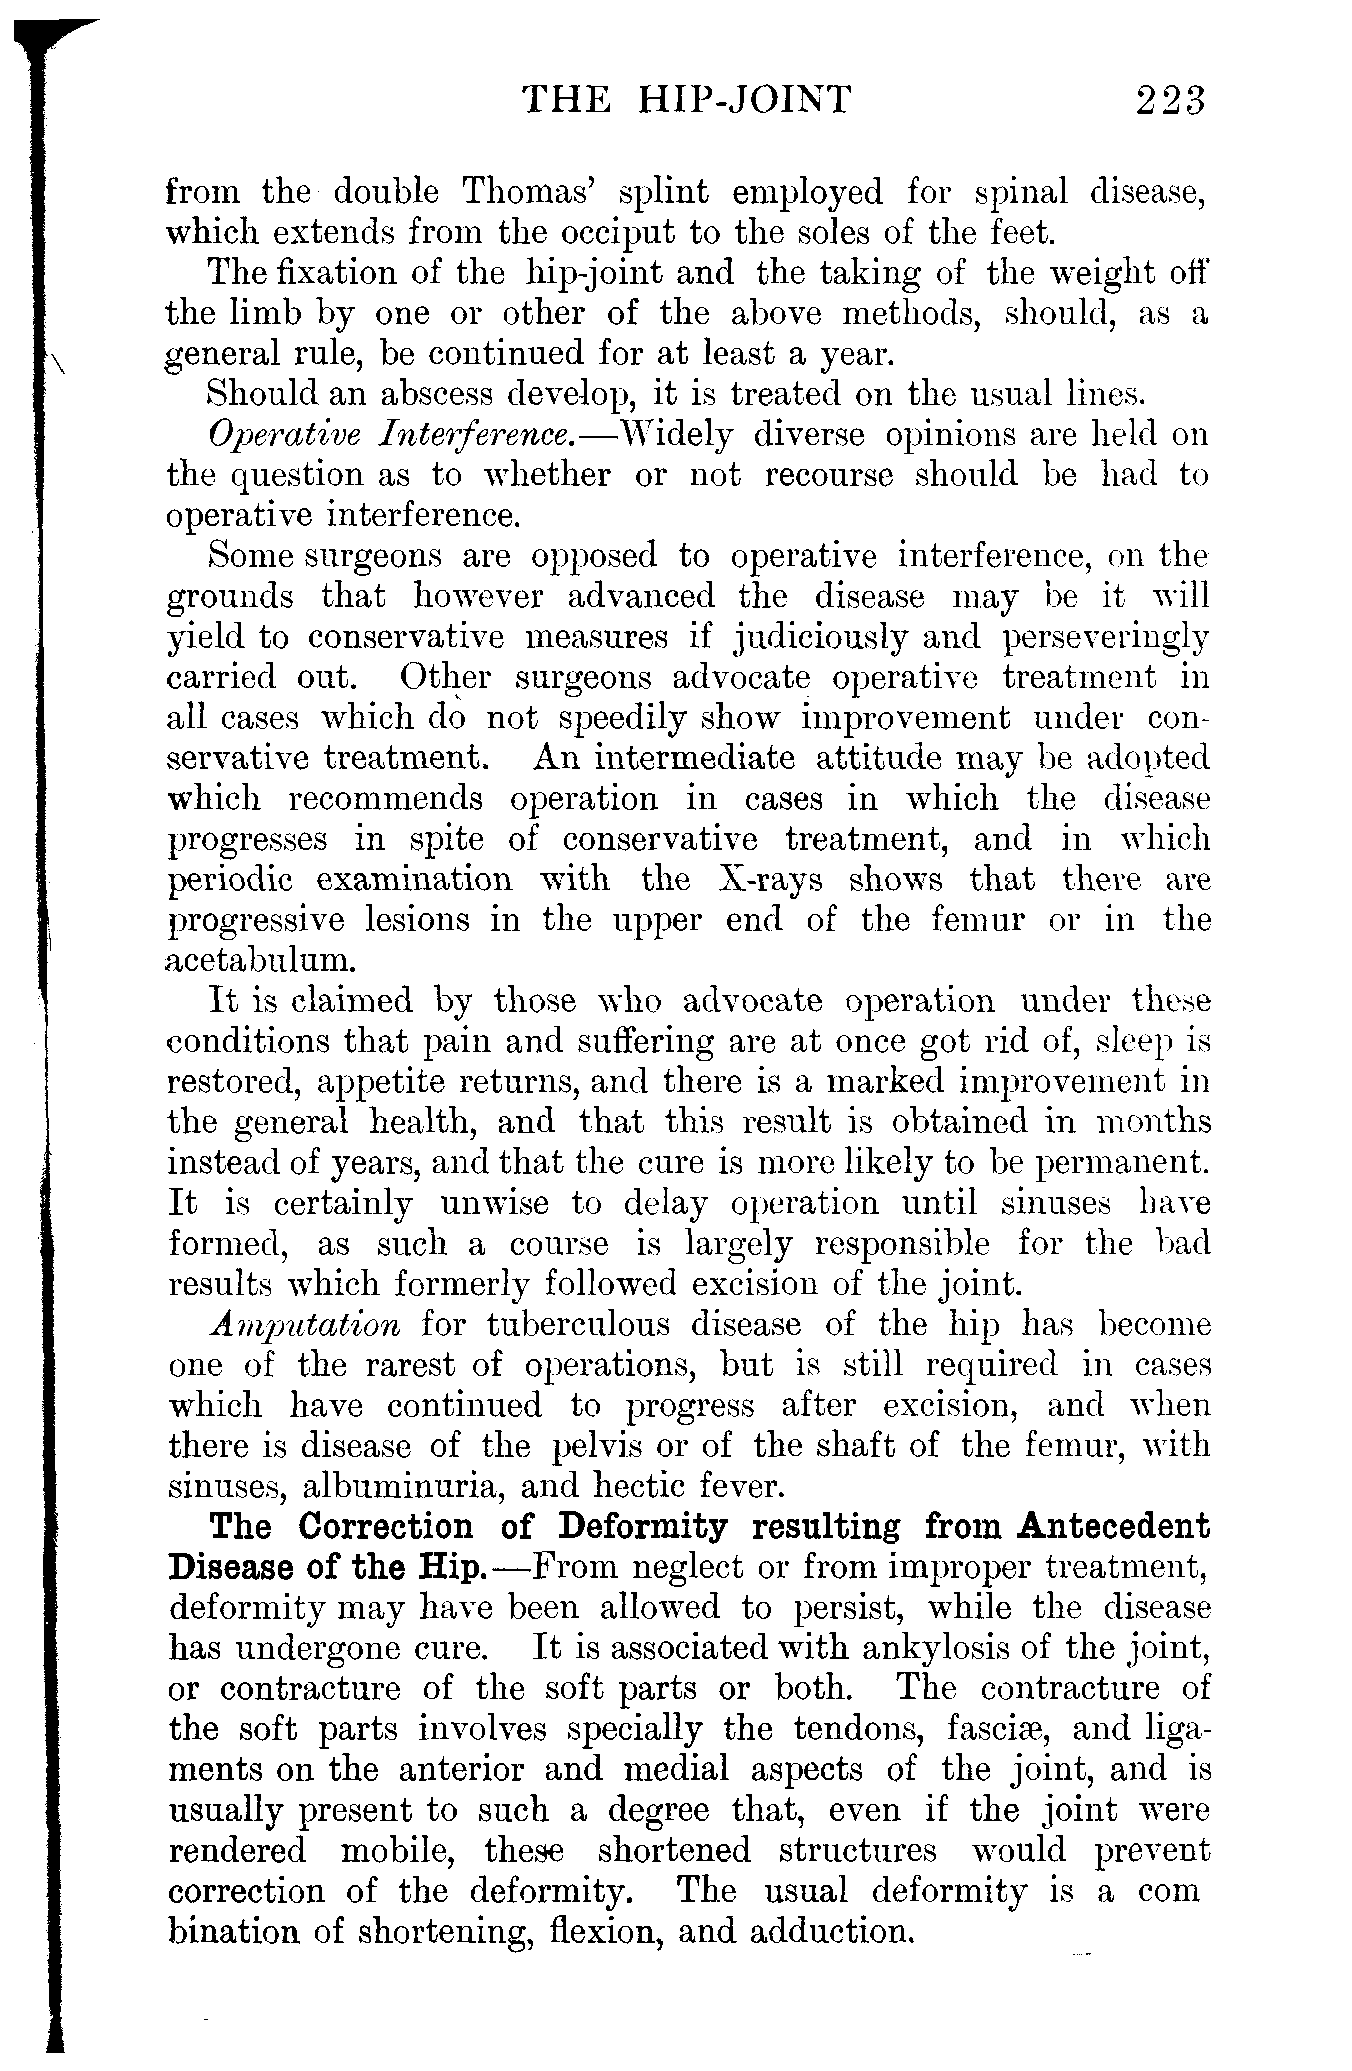 THE HIP-JOINT 223
from the double Thomas’ splint employed for spinal disease,
which extends from the occiput to the soles of the feet.
The fixation of the hip-joint and the taking of the weight off
the limb by one or other of the above methods, should, as a
general rule, be continued for at least a year.
Should an abscess develop, it is treated on the usual lines.
Operative Interference.—Widely diverse opinions are held on
the question as to whether or not recourse should be had to
operative interference.
Some surgeons are opposed to operative interference, on the
grounds that however advanced the disease may be it will
yield to conservative measures if judiciously and perseveringly
carried out. Other surgeons advocate operative treatment in
all cases which do not speedily show improvement under con-
servative treatment. An intermediate attitude may be adopted
which recommends operation in cases in which the disease
progresses in spite of conservative treatment, and in which
periodic examination with the X-rays shows that there are
progressive lesions in the upper end of the femur or in the
acetabulum.
It is claimed by those who advocate operation under these
conditions that pain and suffering are at once got rid of, sleep is
restored, appetite returns, and there is a marked improvement in
the general health, and that this result is obtained in months
instead of years, and that the cure is more likely to be permanent.
It is certainly unwise to delay operation until sinuses have
formed, as such a course is largely responsible for the bad
results which formerly followed excision of the joint.
Amputation for tuberculous disease of the hip has become
one of the rarest of operations, but is still required in cases
which have continued to progress after excision, and when
there is disease of the pelvis or of the shaft of the femur, with
sinuses, albuminuria, and hectic fever.
The Correction of Deformity resulting from Antecedent
Disease of the Hip.—From neglect or from improper treatment,
deformity may have been allowed to persist, while the disease
has undergone cure. It is associated with ankylosis of the joint,
or contracture of the soft parts or both. The contracture of
the soft parts involves specially the tendons, fasciæ, and liga-
ments on the anterior and medial aspects of the joint, and is
usually present to such a degree that, even if the joint were
rendered mobile, these shortened structures would prevent
correction of the deformity. The usual deformity is a com
bination of shortening, flexion, and adduction.